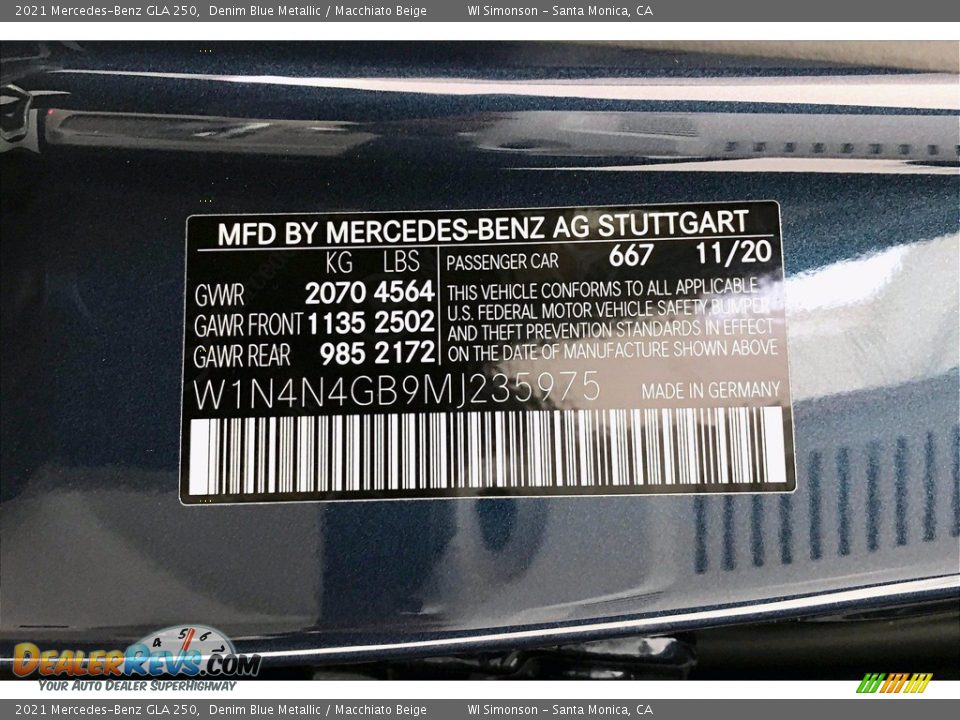 2021 Mercedes-Benz GLA 250, Denim Blue Metallic / Macchiato Beige WI Simonson - Santa Monica, CA
MFD BY MERCEDES-BENZ AG STUTTGART
KG LBS
GVWR 2070 4564
GAWR FRONT 1135 2502
GAWR REAR 985 2172
PASSENGER CAR 667 11/20
THIS VEHICLE CONFORMS TO ALL APPLICABLE
U.S. FEDERAL MOTOR VEHICLE SAFETY, BUMPER
AND THEFT PREVENTION STANDARDS IN EFFECT
ON THE DATE OF MANUFACTURE SHOWN ABOVE
W1N4N4GB9MJ235975 MADE IN GERMANY
4 5 6 7
DEALERREVS.COM
YOUR AUTO DEALER SUPERHIGHWAY
2021 Mercedes-Benz GLA 250, Denim Blue Metallic / Macchiato Beige WI Simonson - Santa Monica, CA